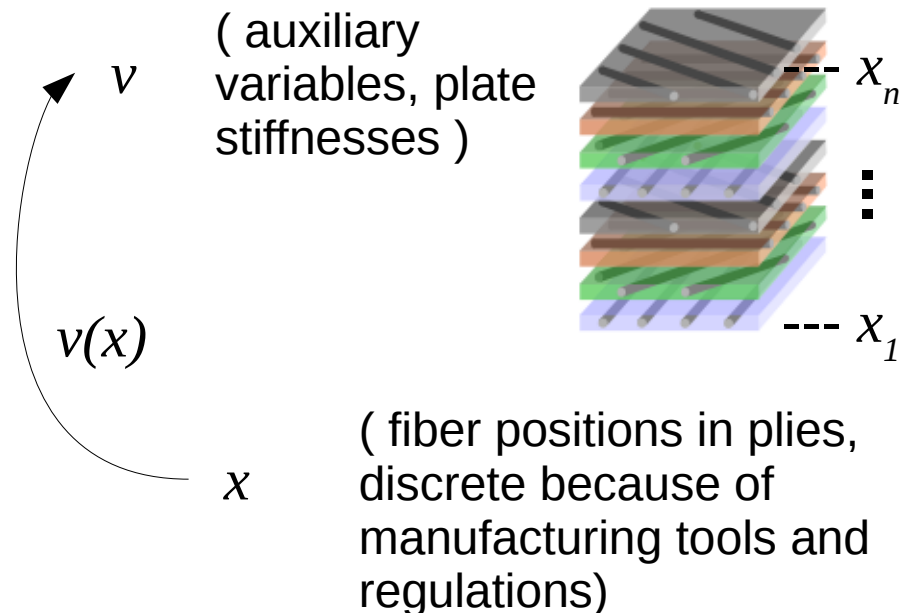 v
( auxiliary
variables, plate
stiffnesses )
x_n
⋮
x_1
v(x)
x
( fiber positions in plies,
discrete because of
manufacturing tools and
regulations)